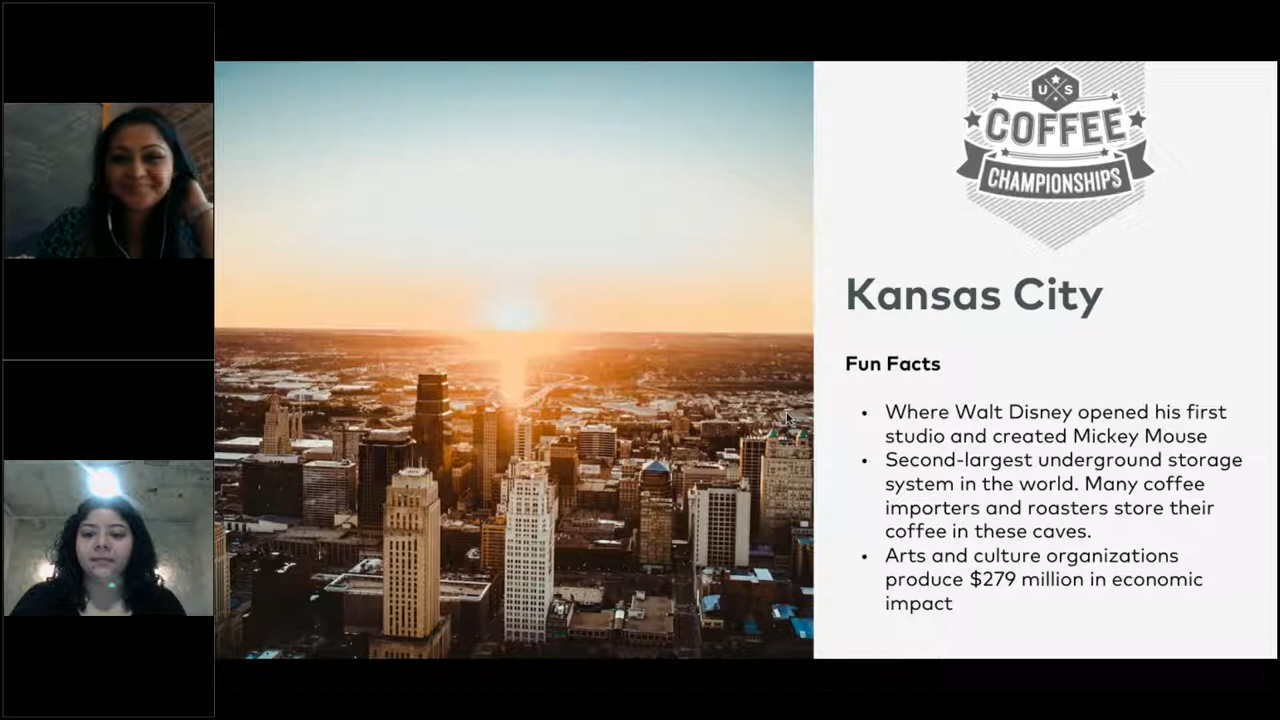 U S
COFFEE
CHAMPIONSHIPS
Kansas City
Fun Facts
• Where Walt Disney opened his first
studio and created Mickey Mouse
• Second-largest underground storage
system in the world. Many coffee
importers and roasters store their
coffee in these caves.
• Arts and culture organizations
produce $279 million in economic
impact